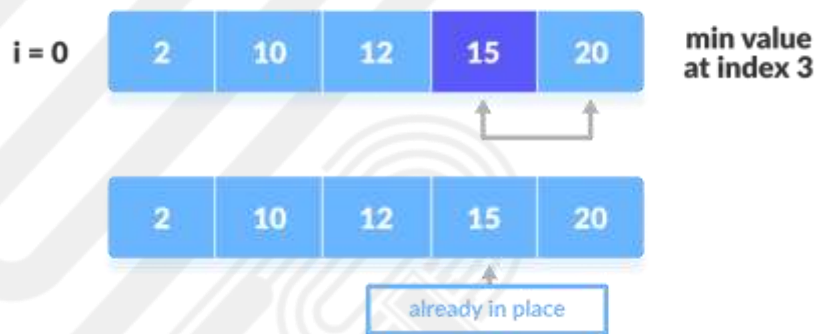 i = 0
2 10 12 15 20
min value
at index 3
2 10 12 15 20
already in place